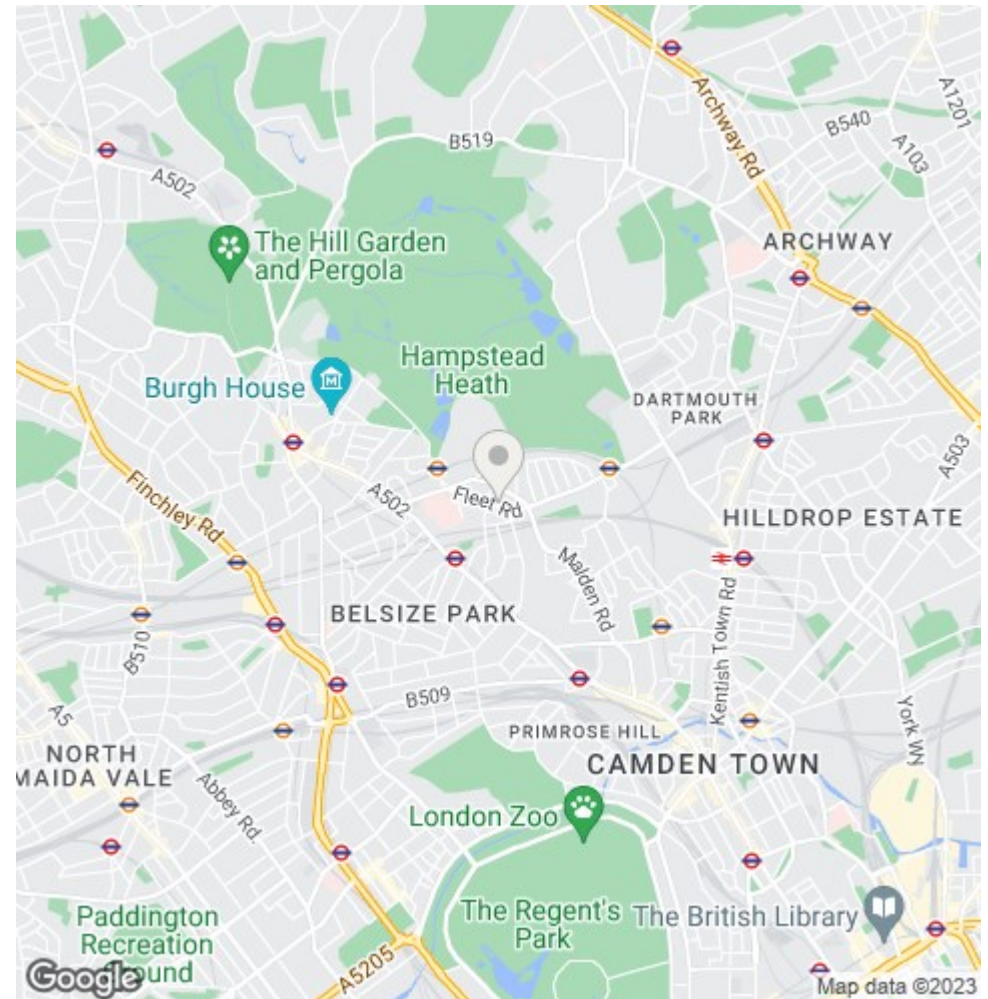 Archway Rd
A1201
B519
B540
A103
A502
The Hill Garden
and Pergola
ARCHWAY
Hampstead
Heath
Burgh House
DARTMOUTH
PARK
A503
Finchley Rd
A502
Fleet Rd
HILLDROP ESTATE
Malden Rd
BELSIZE PARK
Kentish Town Rd
B510
B509
A5
PRIMROSE HILL
York Wy
NORTH
MAIDA VALE
CAMDEN TOWN
Abbey Rd.
London Zoo
Paddington
Recreation
Ground
The Regent's
Park
The British Library
A5205
Google
Map data ©2023